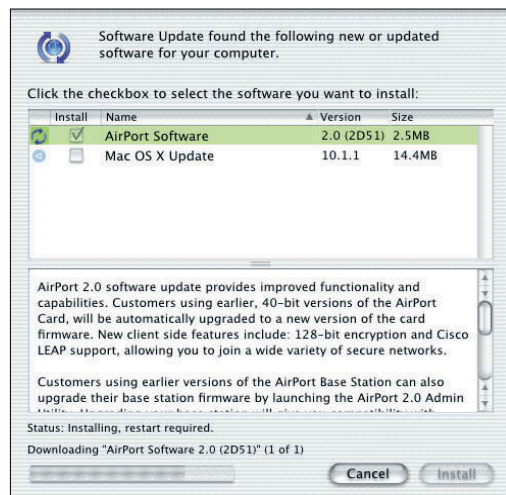 Software Update found the following new or updated
software for your computer.
Click the checkbox to select the software you want to install:
Install Name Version Size
AirPort Software 2.0 (2D51) 2.5MB
Mac OS X Update 10.1.1 14.4MB
AirPort 2.0 software update provides improved functionality and
capabilities. Customers using earlier, 40-bit versions of the AirPort
Card, will be automatically upgraded to a new version of the card
firmware. New client side features include: 128-bit encryption and Cisco
LEAP support, allowing you to join a wide variety of secure networks.
Customers using earlier versions of the AirPort Base Station can also
upgrade their base station firmware by launching the AirPort 2.0 Admin
Status: Installing, restart required.
Downloading "AirPort Software 2.0 (2D51)" (1 of 1)
Cancel Install